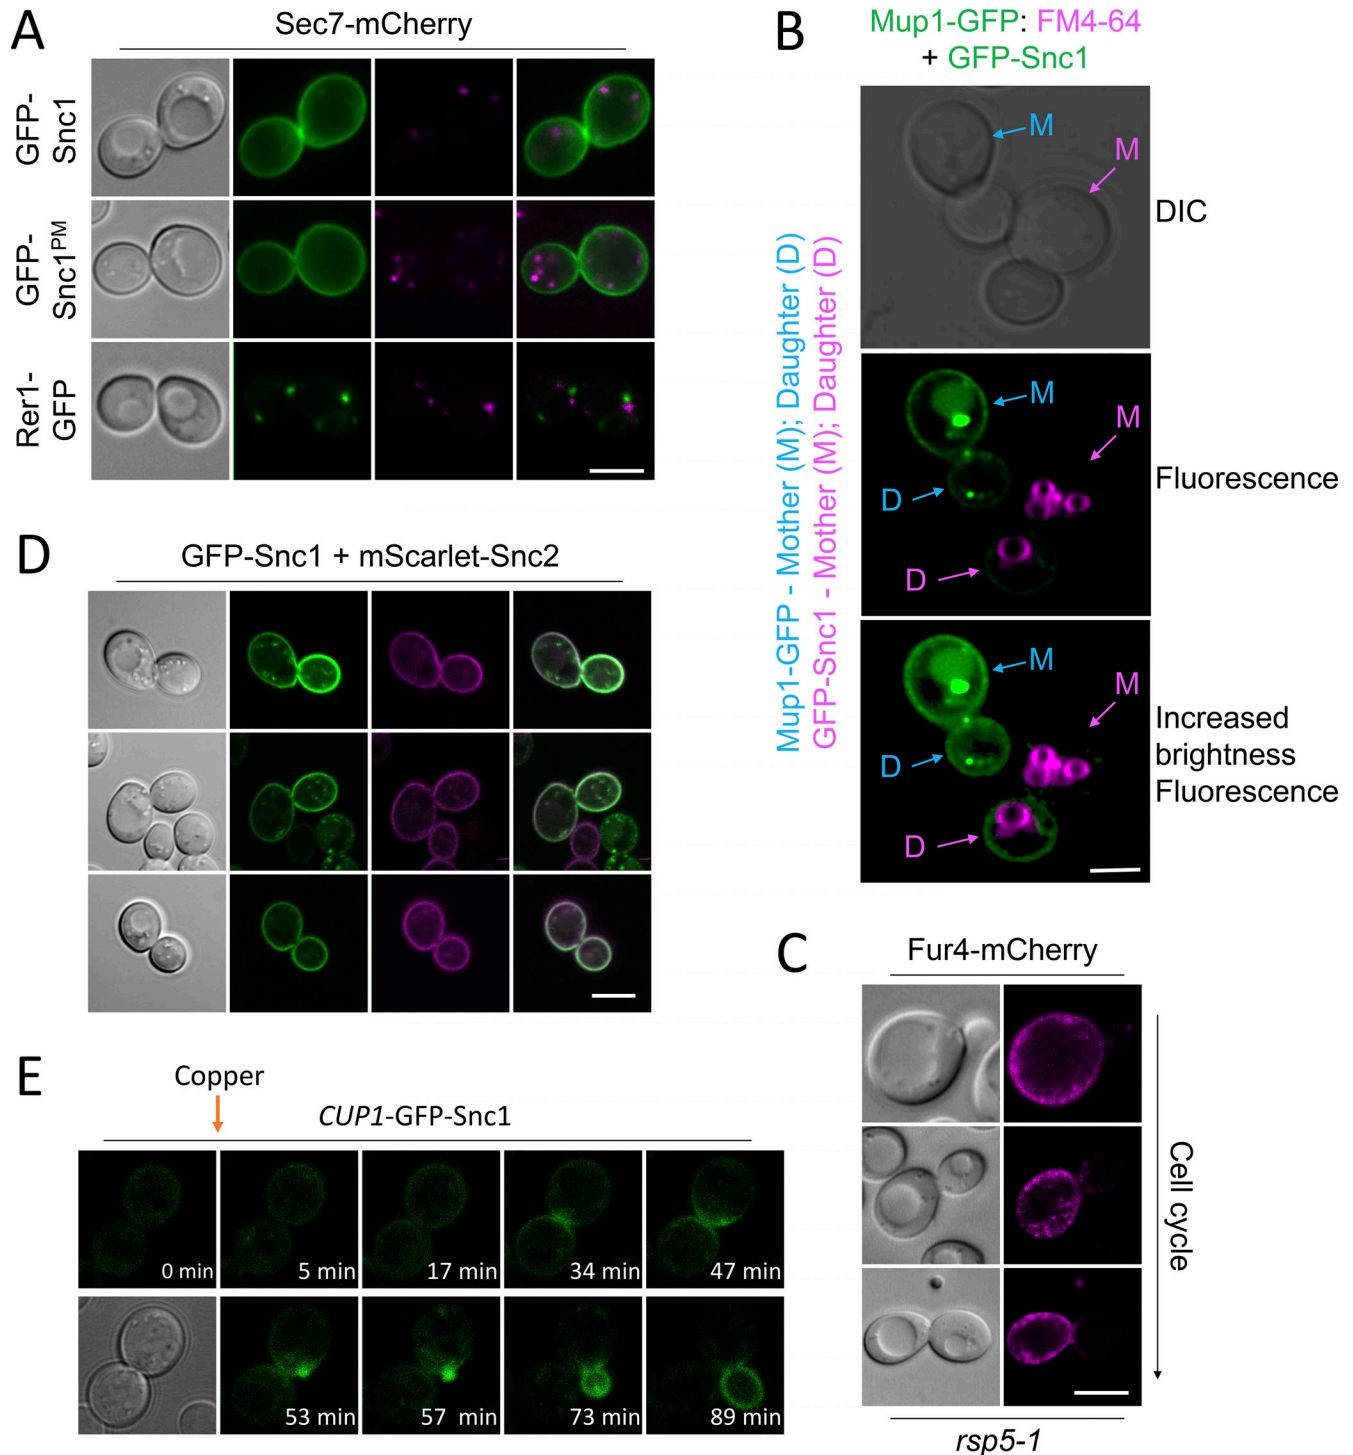 A
Sec7-mCherry
GFP-
Snc1
GFP-
Snc1PM
Rer1-
GFP
B
Mup1-GFP: FM4-64
+ GFP-Snc1
Mup1-GFP - Mother (M); Daughter (D)
GFP-Snc1 - Mother (M); Daughter (D)
M
M
DIC
M
M
D
D
Fluorescence
M
M
D
D
Increased
brightness
Fluorescence
D
GFP-Snc1 + mScarlet-Snc2
C
Fur4-mCherry
Cell cycle
rsp5-1
E
Copper
CUP1-GFP-Snc1
0 min
5 min
17 min
34 min
47 min
53 min
57 min
73 min
89 min